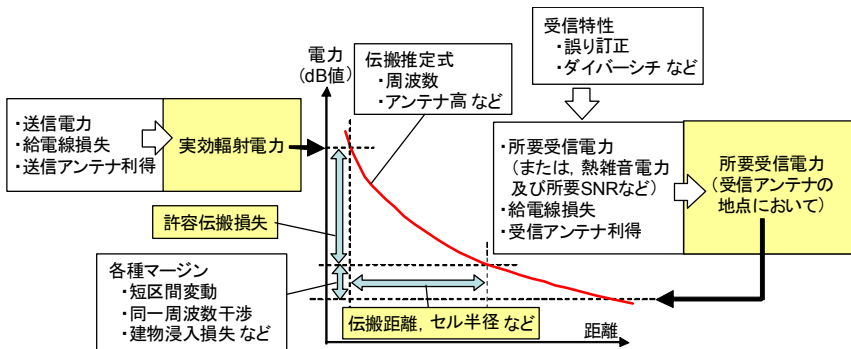 受信特性
・誤り訂正
・ダイバーシチ など
電力
(dB値)
伝搬推定式
・周波数
・アンテナ高 など
・送信電力
・給電線損失
・送信アンテナ利得
実効輻射電力
・所要受信電力
(または，熱雑音電力
及び所要SNRなど)
・給電線損失
・受信アンテナ利得
所要受信電力
(受信アンテナの
地点において)
許容伝搬損失
各種マージン
・短区間変動
・同一周波数干渉
・建物浸入損失 など
伝搬距離，セル半径 など
距離